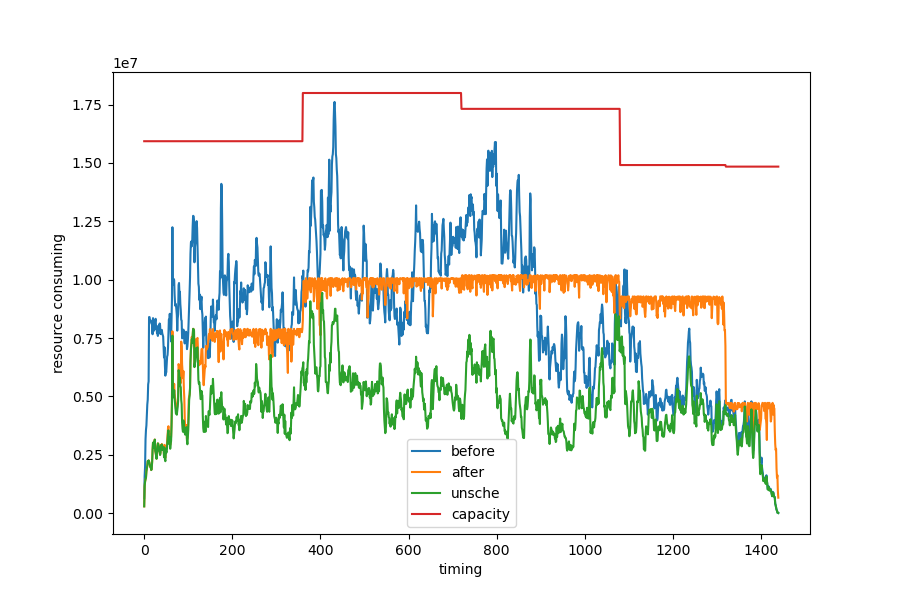 1e7
1.75
1.50
1.25
1.00
0.75
0.50
0.25
0.00
resource consuming
0 200 400 600 800 1000 1200 1400
timing
before
after
unsche
capacity